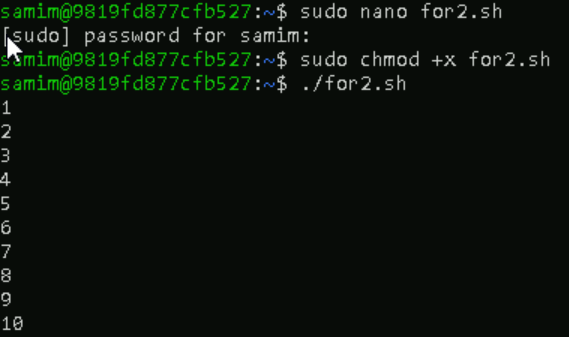 samim@9819fd877cfb527:~$ sudo nano for2.sh
[sudo] password for samim:
samim@9819fd877cfb527:~$ sudo chmod +x for2.sh
samim@9819fd877cfb527:~$ ./for2.sh
1
2
3
4
5
6
7
8
9
10